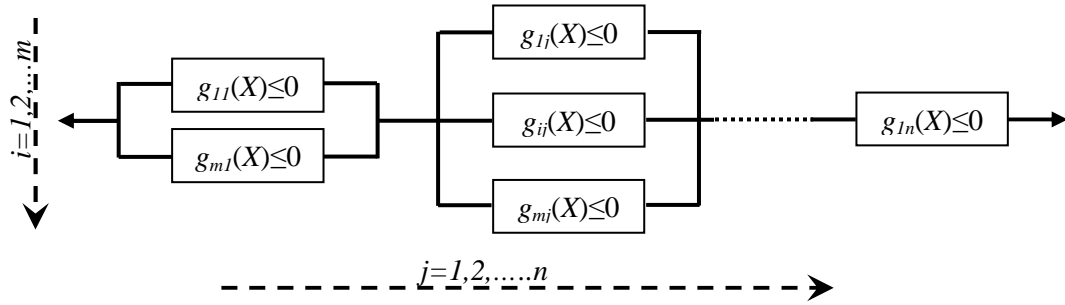 i=1,2,...m
g1j(X)≤0
g11(X)≤0
gij(X)≤0
g1n(X)≤0
gm1(X)≤0
gmj(X)≤0
j=1,2,…..n